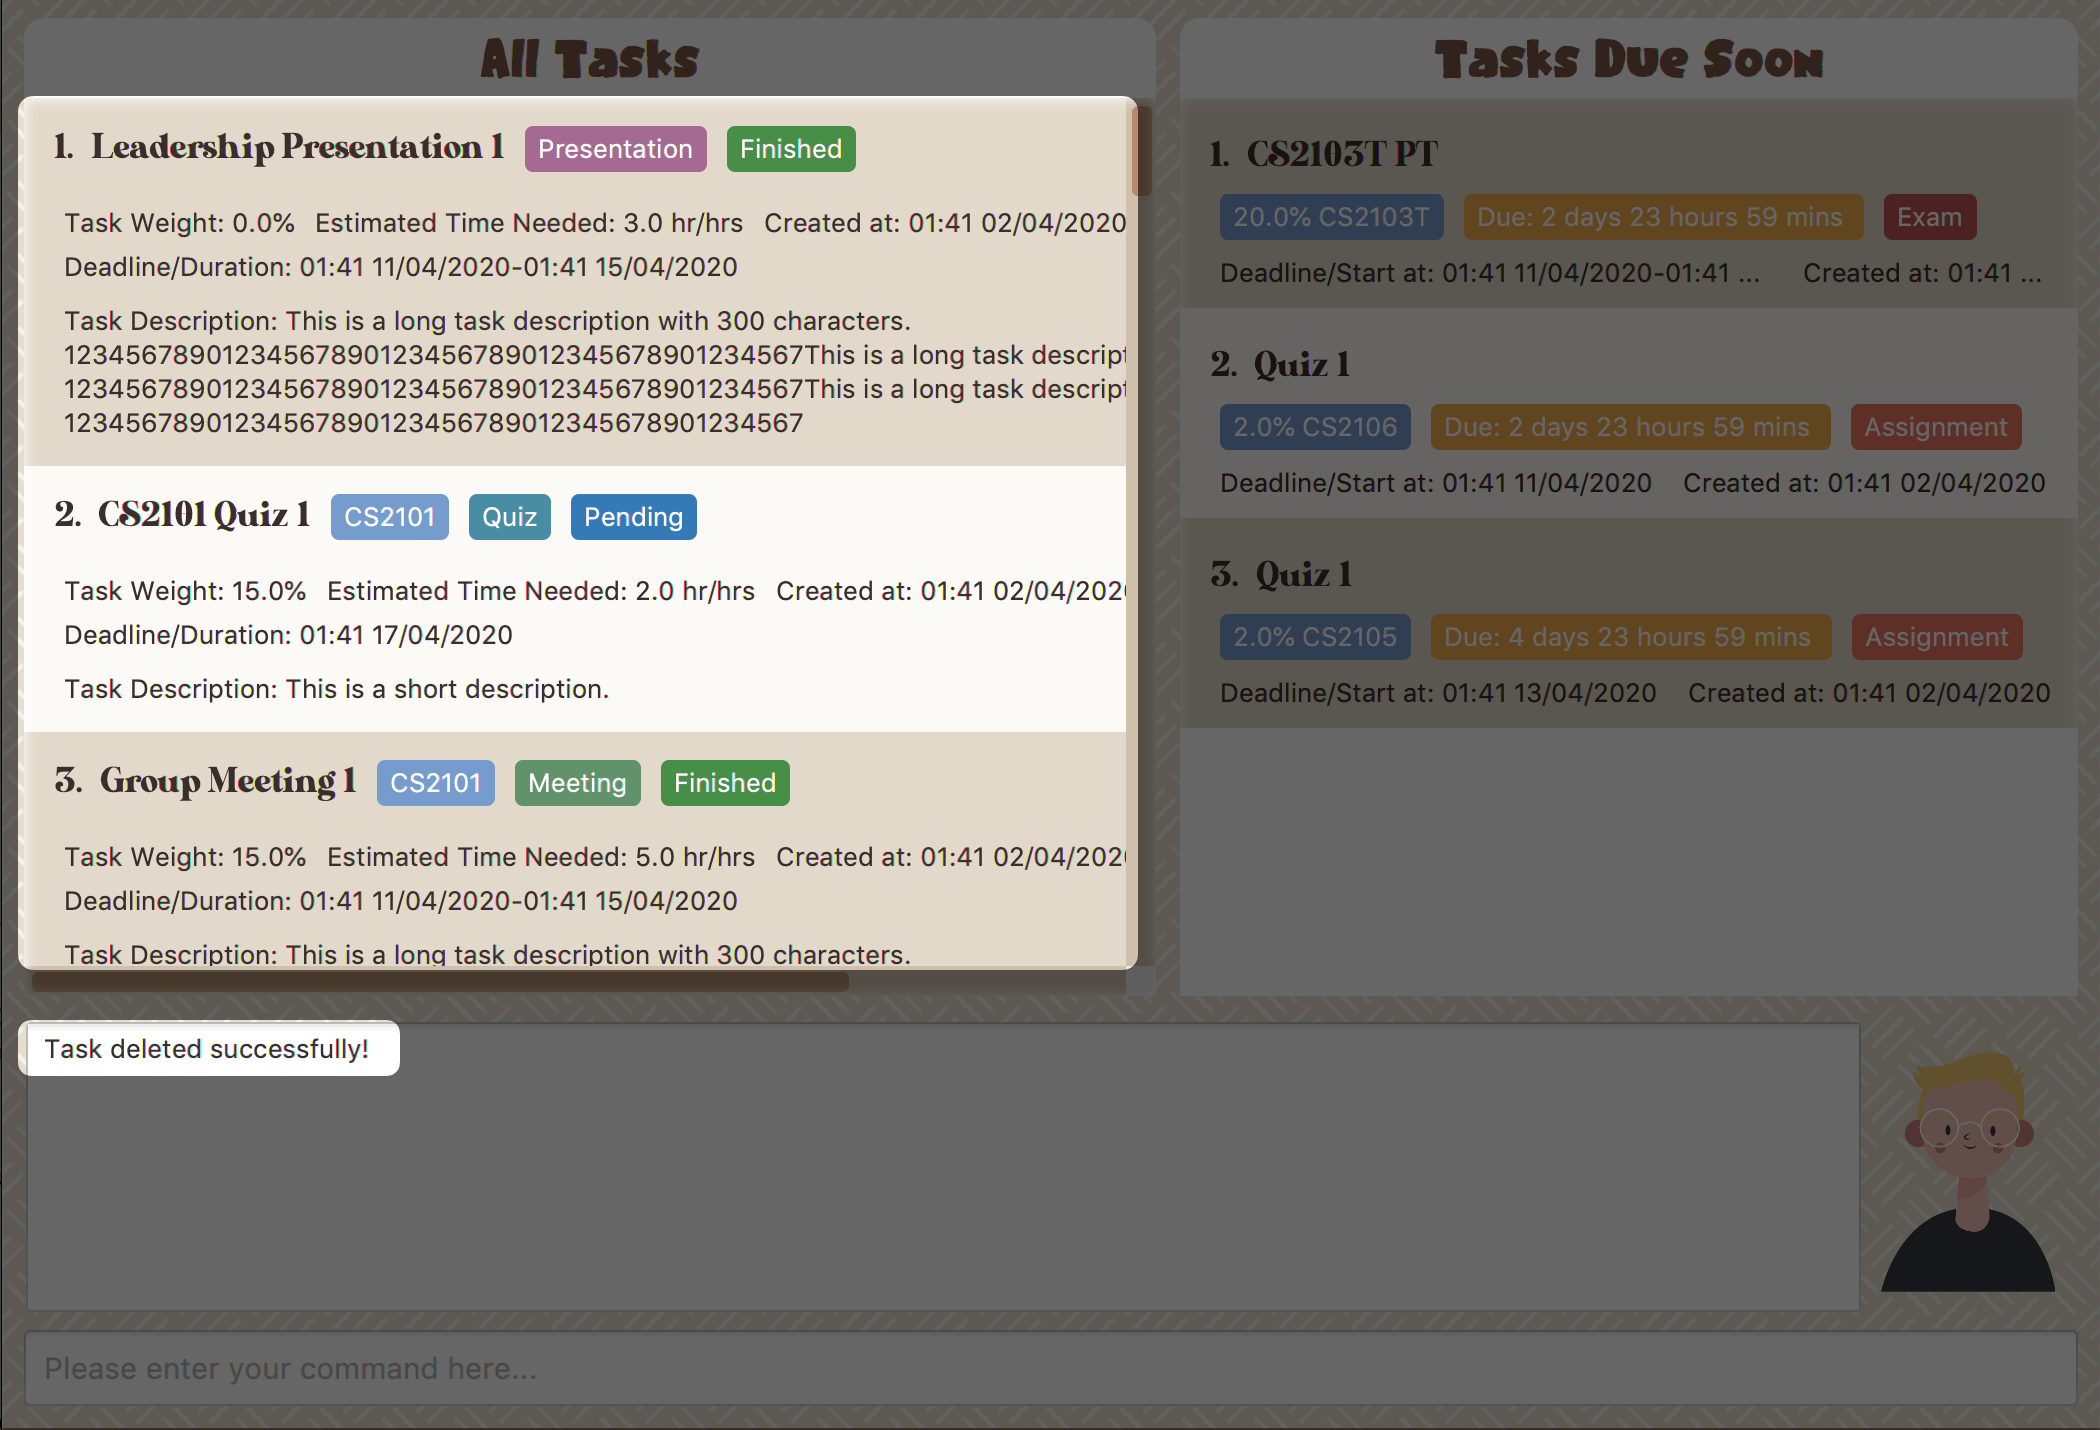 All Tasks
1. Leadership Presentation 1 Presentation Finished
Task Weight: 0.0% Estimated Time Needed: 3.0 hr/hrs Created at: 01:41 02/04/2020
Deadline/Duration: 01:41 11/04/2020-01:41 15/04/2020
Task Description: This is a long task description with 300 characters.
12345678901234567890123456789012345678901234567This is a long task descript
12345678901234567890123456789012345678901234567This is a long task descript
12345678901234567890123456789012345678901234567
2. CS2101 Quiz 1 CS2101 Quiz Pending
Task Weight: 15.0% Estimated Time Needed: 2.0 hr/hrs Created at: 01:41 02/04/202
Deadline/Duration: 01:41 17/04/2020
Task Description: This is a short description.
3. Group Meeting 1 CS2101 Meeting Finished
Task Weight: 15.0% Estimated Time Needed: 5.0 hr/hrs Created at: 01:41 02/04/202
Deadline/Duration: 01:41 11/04/2020-01:41 15/04/2020
Task Description: This is a long task description with 300 characters.
Tasks Due Soon
1. CS2103T PT
20.0% CS2103T Due: 2 days 23 hours 59 mins Exam
Deadline/Start at: 01:41 11/04/2020-01:41 ... Created at: 01:41 ...
2. Quiz 1
2.0% CS2106 Due: 2 days 23 hours 59 mins Assignment
Deadline/Start at: 01:41 11/04/2020 Created at: 01:41 02/04/2020
3. Quiz 1
2.0% CS2105 Due: 4 days 23 hours 59 mins Assignment
Deadline/Start at: 01:41 13/04/2020 Created at: 01:41 02/04/2020
Task deleted successfully!
Please enter your command here...